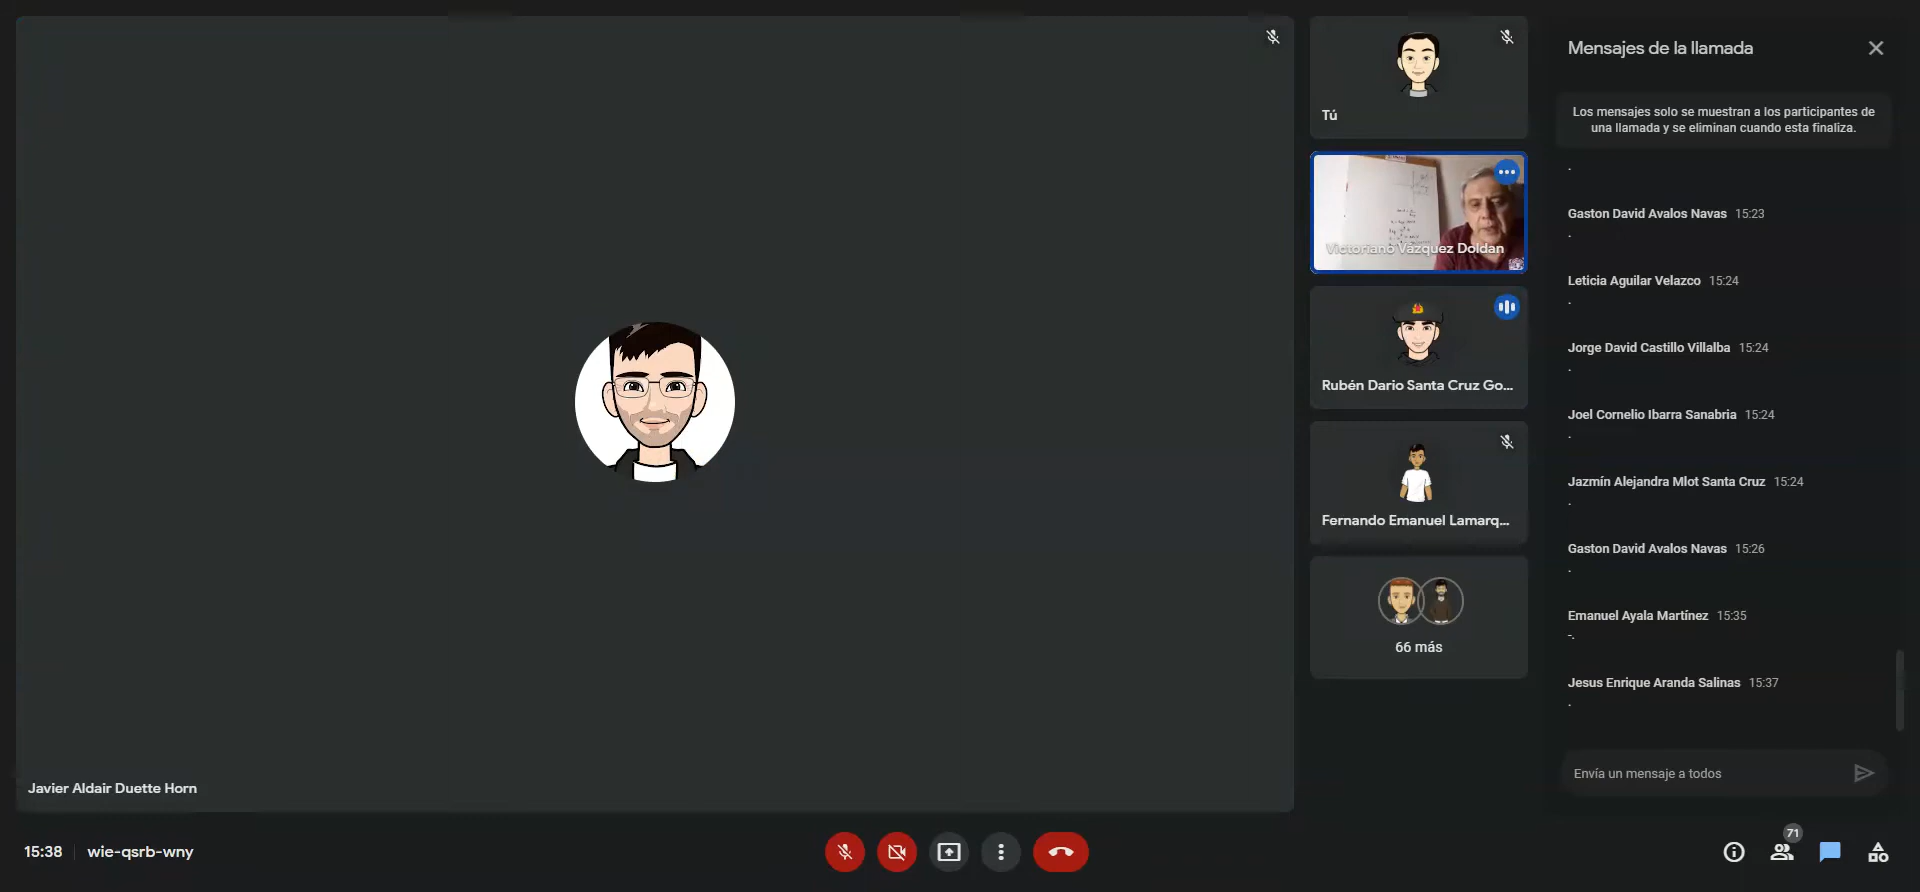 Javier Aldair Duette Horn
Tú
Victoriano Vázquez Doldan
Rubén Dario Santa Cruz Go...
Fernando Emanuel Lamarq...
66 más
Mensajes de la llamada
Los mensajes solo se muestran a los participantes de
una llamada y se eliminan cuando esta finaliza.
.
Gaston David Avalos Navas 15:23
.
Leticia Aguilar Velazco 15:24
.
Jorge David Castillo Villalba 15:24
.
Joel Cornelio Ibarra Sanabria 15:24
.
Jazmín Alejandra Mlot Santa Cruz 15:24
.
Gaston David Avalos Navas 15:26
.
Emanuel Ayala Martínez 15:35
-.
Jesus Enrique Aranda Salinas 15:37
.
Envía un mensaje a todos
15:38 wie-qsrb-wny
71